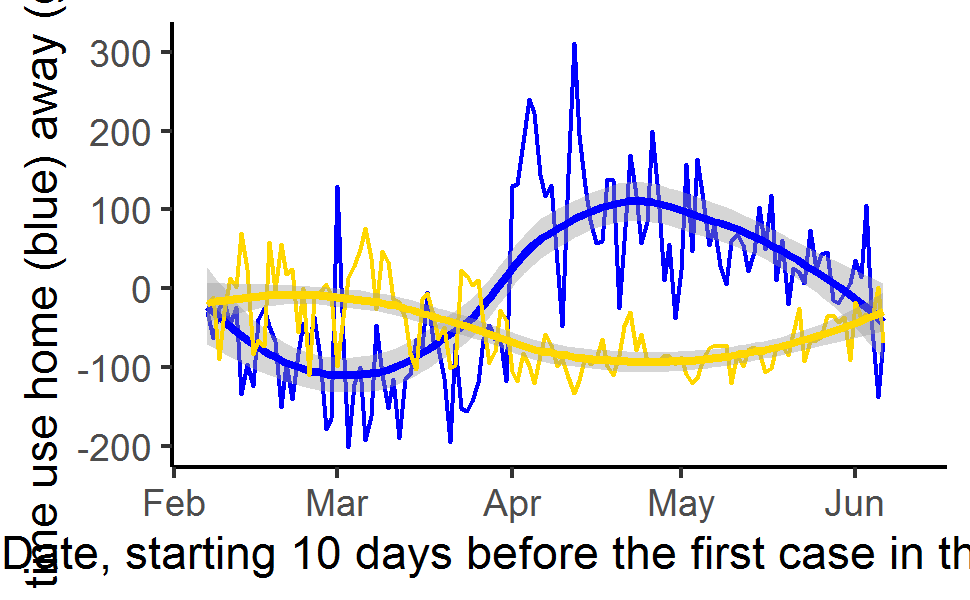 time use home (blue) away (
300
200
100
0
-100
-200
Feb Mar Apr May Jun
Date, starting 10 days before the first case in th